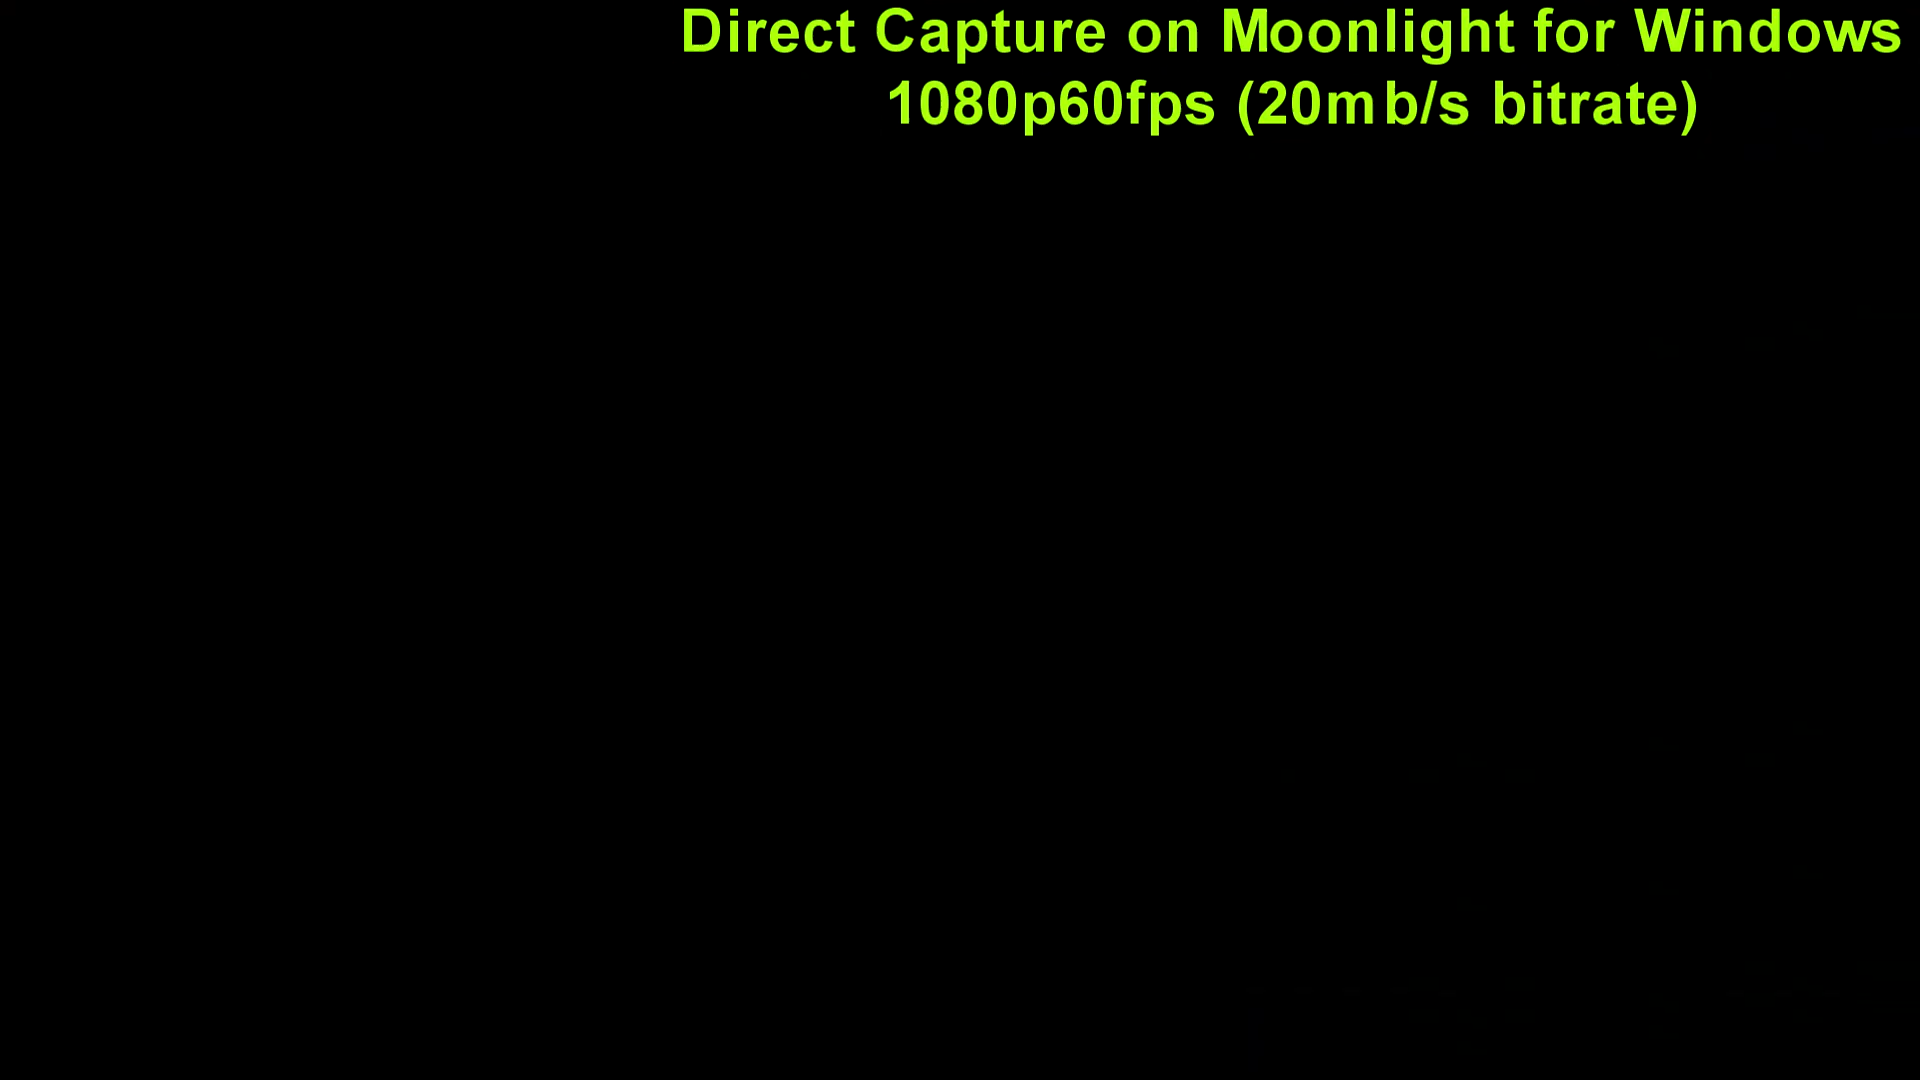 Direct Capture on Moonlight for Windows
1080p60fps (20mb/s bitrate)